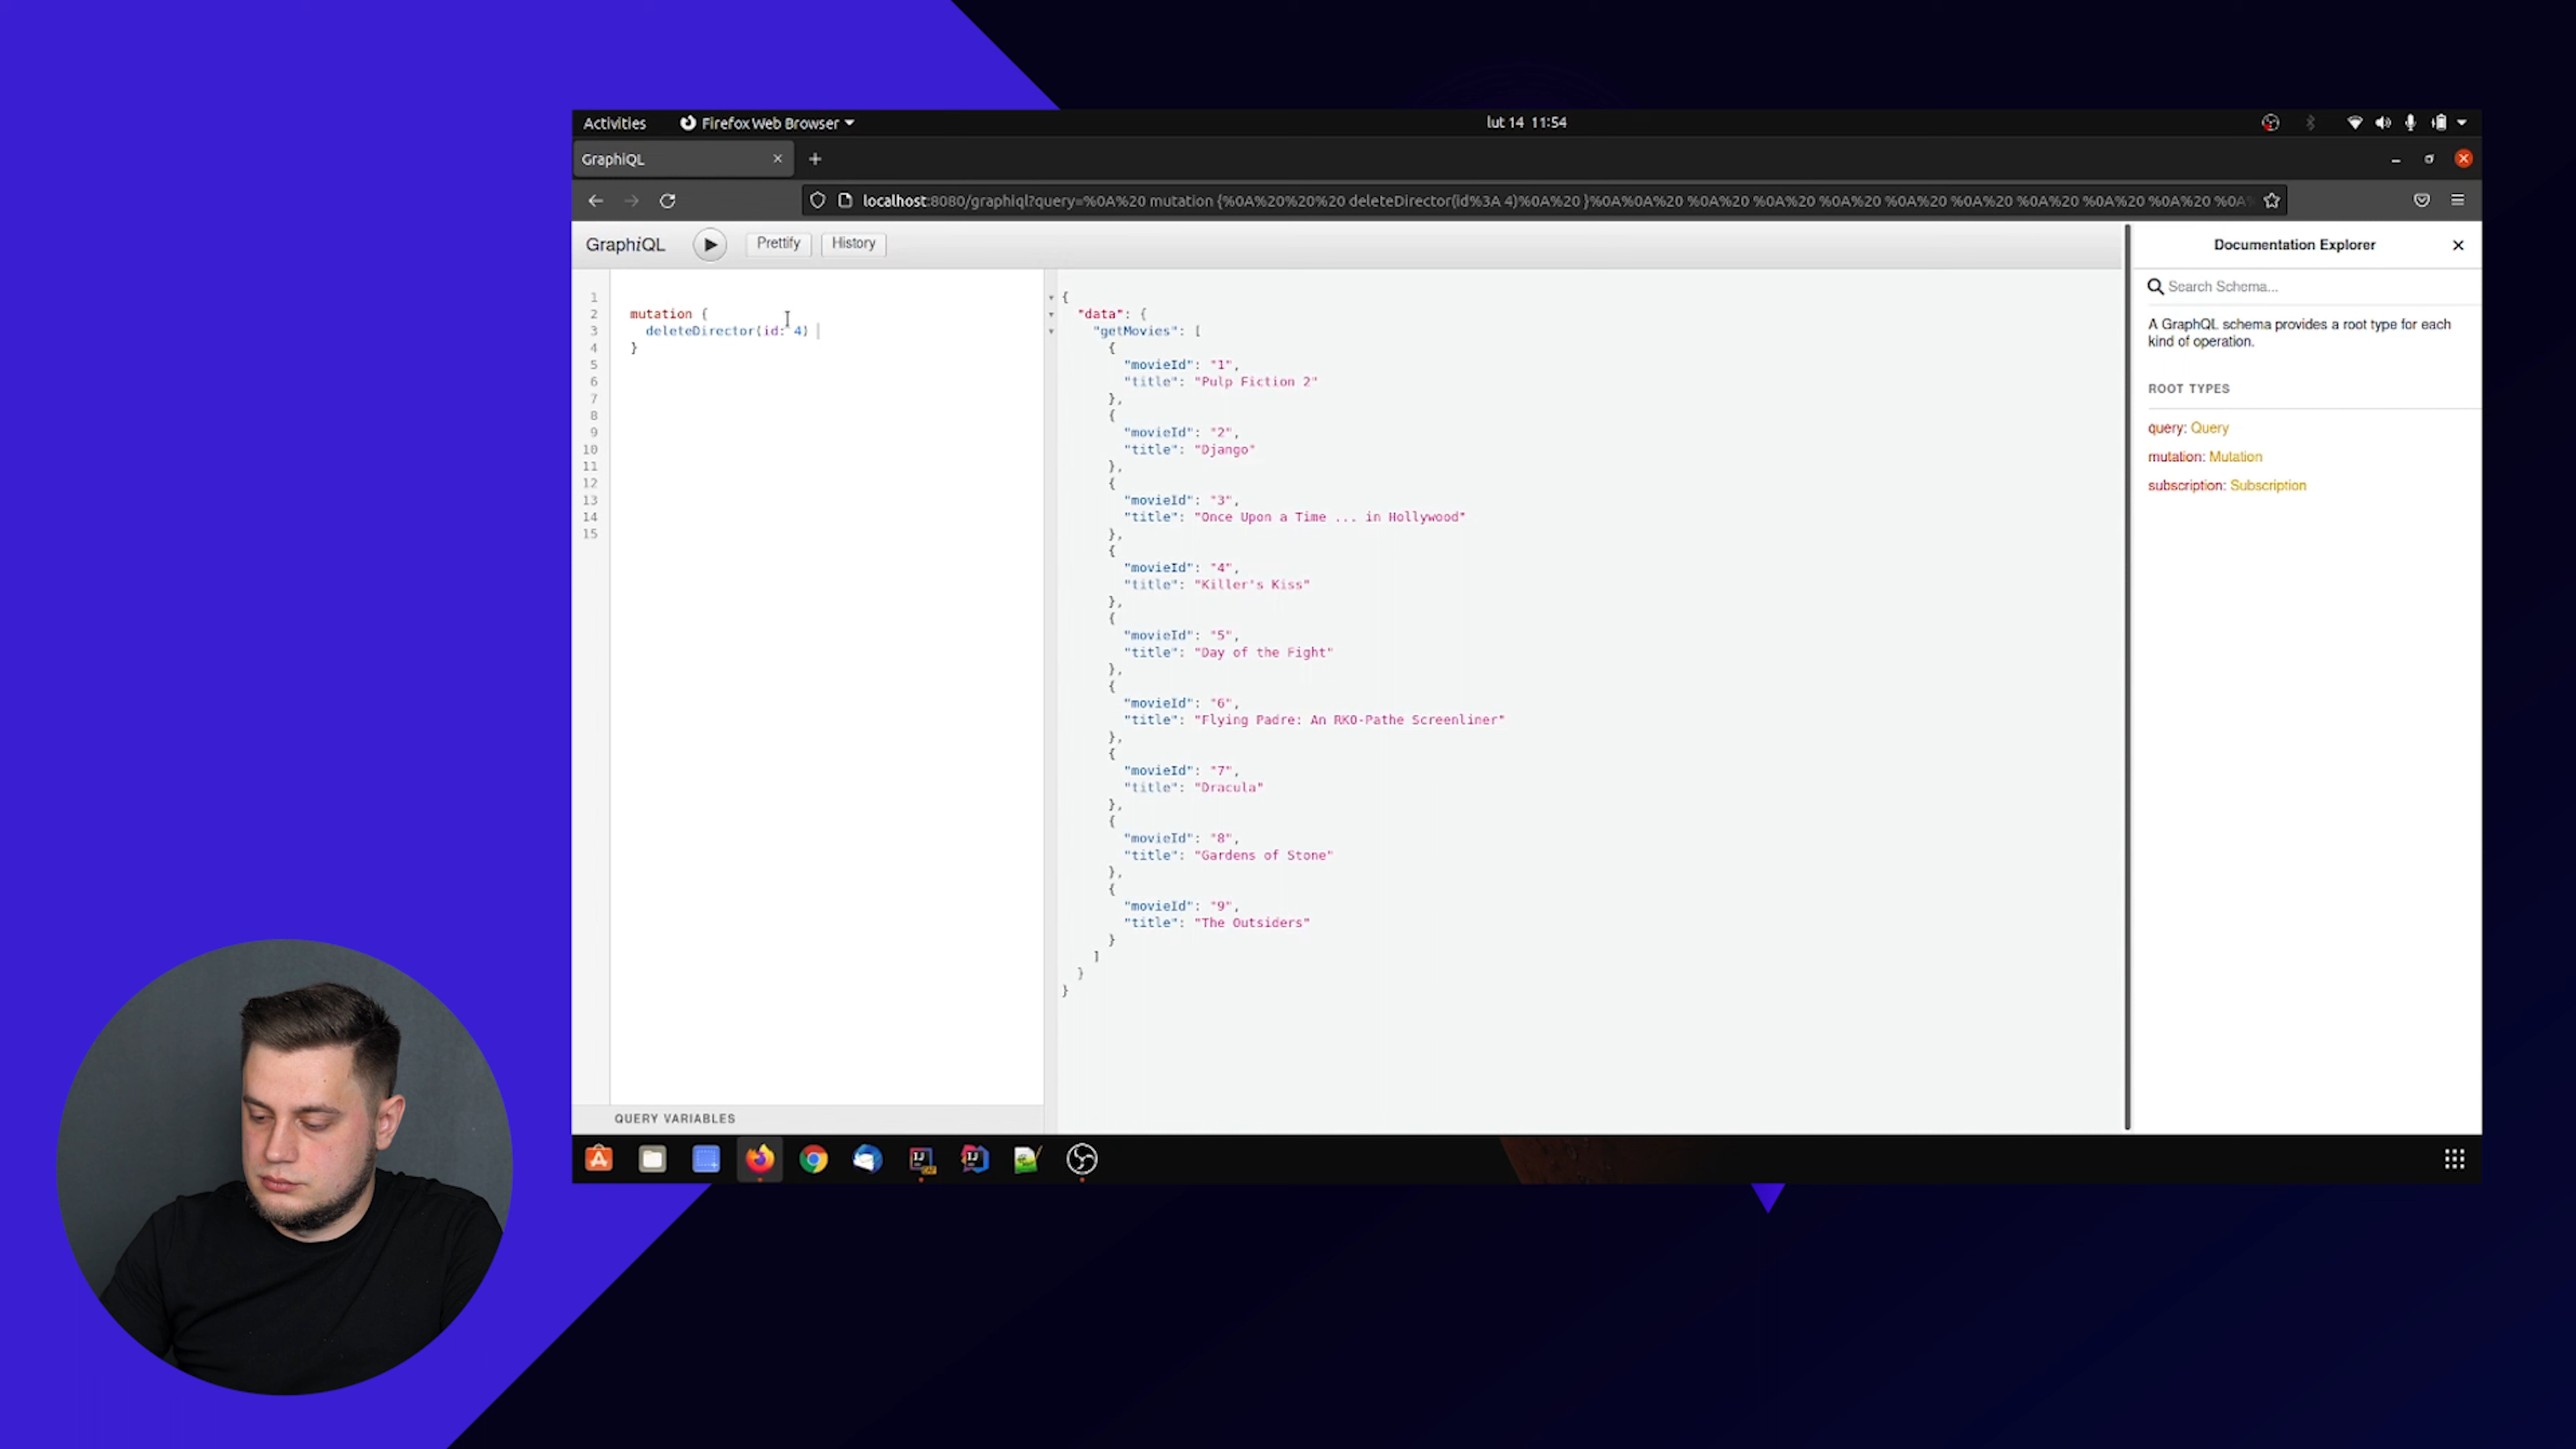 Activities Firefox Web Browser lut 14 11:54
GraphiQL
localhost:8080/graphiql?query=%0A%20 mutation {%0A%20%20%20 deleteDirector(id%3A 4)%0A%20 }%0A%0A%20 %0A%20 %0A%20 %0A%20 %0A%20 %0A%20 %0A%20 %0A%20 %0A
GraphiQL Prettify History
Documentation Explorer
Search Schema...
A GraphQL schema provides a root type for each
kind of operation.
ROOT TYPES
query: Query
mutation: Mutation
subscription: Subscription
1
2 mutation {
3 deleteDirector(id: 4)
4 }
5
6
7
8
9
10
11
12
13
14
15
{
"data": {
"getMovies": [
{
"movieId": "1",
"title": "Pulp Fiction 2"
},
{
"movieId": "2",
"title": "Django"
},
{
"movieId": "3",
"title": "Once Upon a Time ... in Hollywood"
},
{
"movieId": "4",
"title": "Killer's Kiss"
},
{
"movieId": "5",
"title": "Day of the Fight"
},
{
"movieId": "6",
"title": "Flying Padre: An RKO-Pathe Screenliner"
},
{
"movieId": "7",
"title": "Dracula"
},
{
"movieId": "8",
"title": "Gardens of Stone"
},
{
"movieId": "9",
"title": "The Outsiders"
}
]
}
}
QUERY VARIABLES